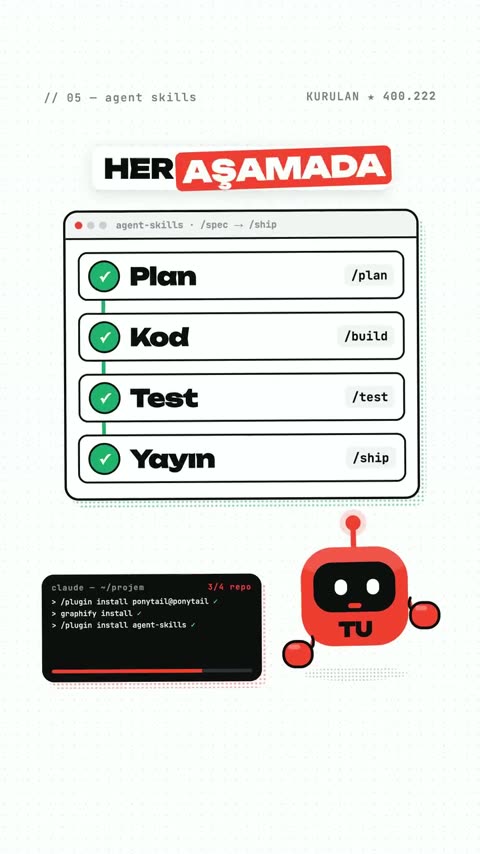 // 05 — agent skills
KURULAN ★ 400.222
HER AŞAMADA
agent-skills · /spec → /ship
✓ Plan /plan
✓ Kod /build
✓ Test /test
✓ Yayın /ship
claude — ~/projem 3/4 repo
> /plugin install ponytail@ponytail ✓
> graphify install ✓
> /plugin install agent-skills ✓
TU